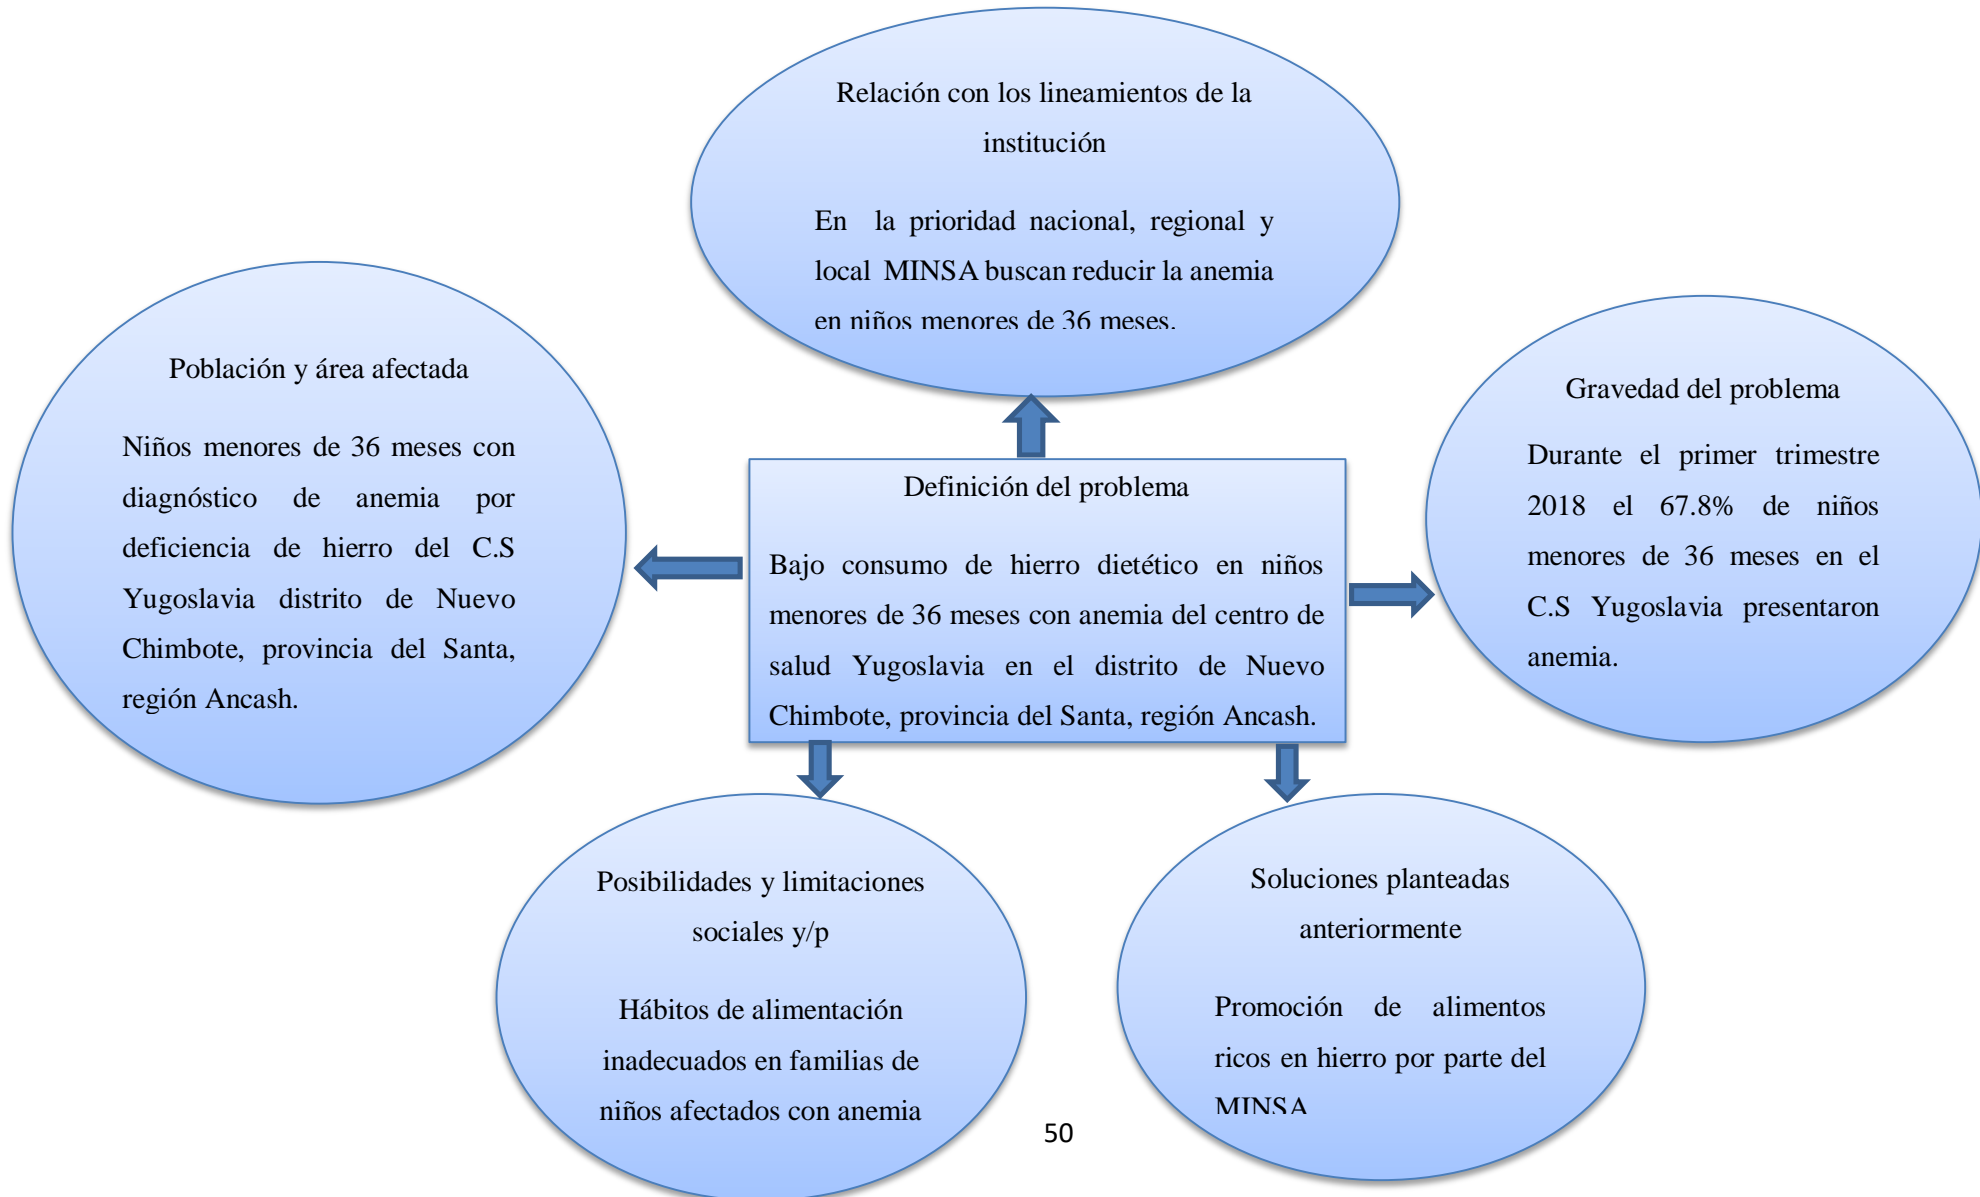 Relación con los lineamientos de la
institución
En la prioridad nacional, regional y
local MINSA buscan reducir la anemia
en niños menores de 36 meses.
Población y área afectada
Niños menores de 36 meses con
diagnóstico de anemia por
deficiencia de hierro del C.S
Yugoslavia distrito de Nuevo
Chimbote, provincia del Santa,
región Ancash.
Definición del problema
Bajo consumo de hierro dietético en niños
menores de 36 meses con anemia del centro de
salud Yugoslavia en el distrito de Nuevo
Chimbote, provincia del Santa, región Ancash.
Gravedad del problema
Durante el primer trimestre
2018 el 67.8% de niños
menores de 36 meses en el
C.S Yugoslavia presentaron
anemia.
Posibilidades y limitaciones
sociales y/p
Hábitos de alimentación
inadecuados en familias de
niños afectados con anemia
Soluciones planteadas
anteriormente
Promoción de alimentos
ricos en hierro por parte del
MINSA
50